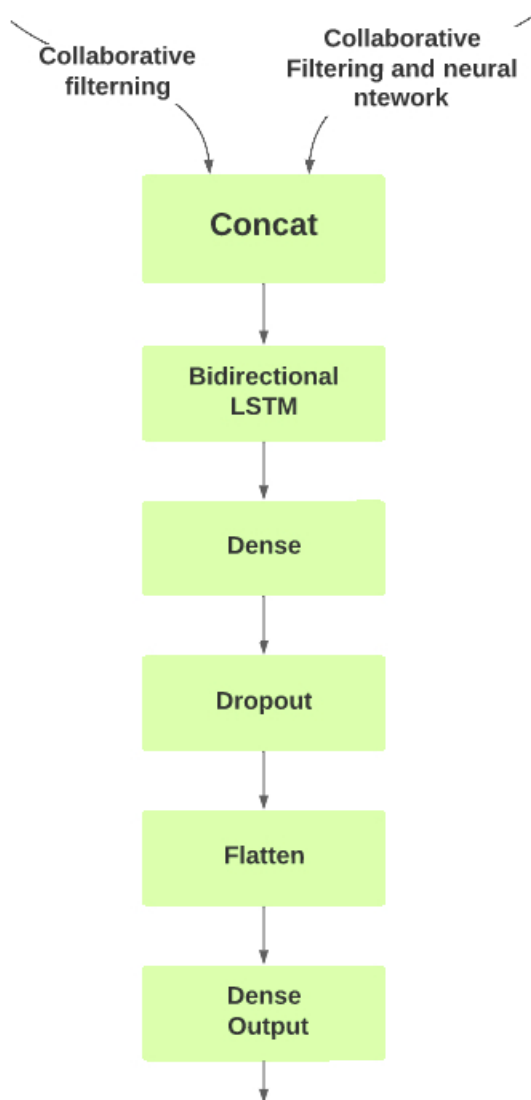 Collaborative
filterning
Collaborative
Filtering and neural
ntework
Concat
Bidirectional
LSTM
Dense
Dropout
Flatten
Dense
Output